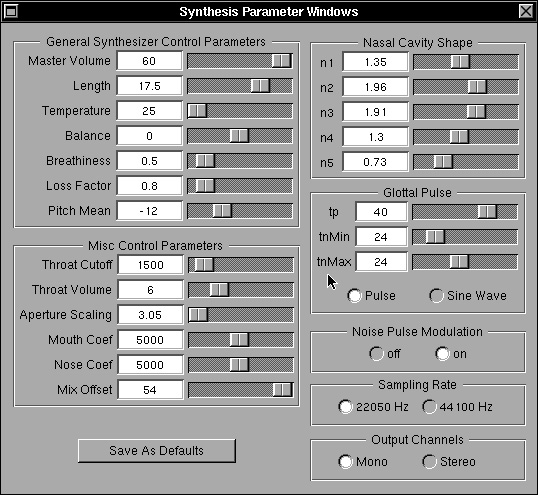 Synthesis Parameter Windows
General Synthesizer Control Parameters
Master Volume 60
Length 17.5
Temperature 25
Balance 0
Breathiness 0.5
Loss Factor 0.8
Pitch Mean -12
Misc Control Parameters
Throat Cutoff 1500
Throat Volume 6
Aperture Scaling 3.05
Mouth Coef 5000
Nose Coef 5000
Mix Offset 54
Save As Defaults
Nasal Cavity Shape
n1 1.35
n2 1.96
n3 1.91
n4 1.3
n5 0.73
Glottal Pulse
tp 40
tnMin 24
tnMax 24
Pulse Sine Wave
Noise Pulse Modulation
off on
Sampling Rate
22050 Hz 44100 Hz
Output Channels
Mono Stereo